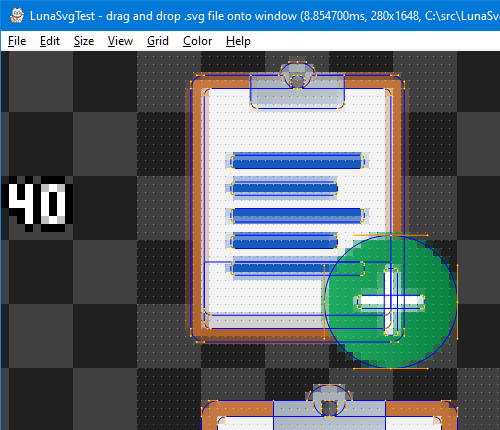 LunaSvgTest - drag and drop .svg file onto window (8.854700ms, 280x1648, C:\src\LunaSv
File Edit Size View Grid Color Help
40